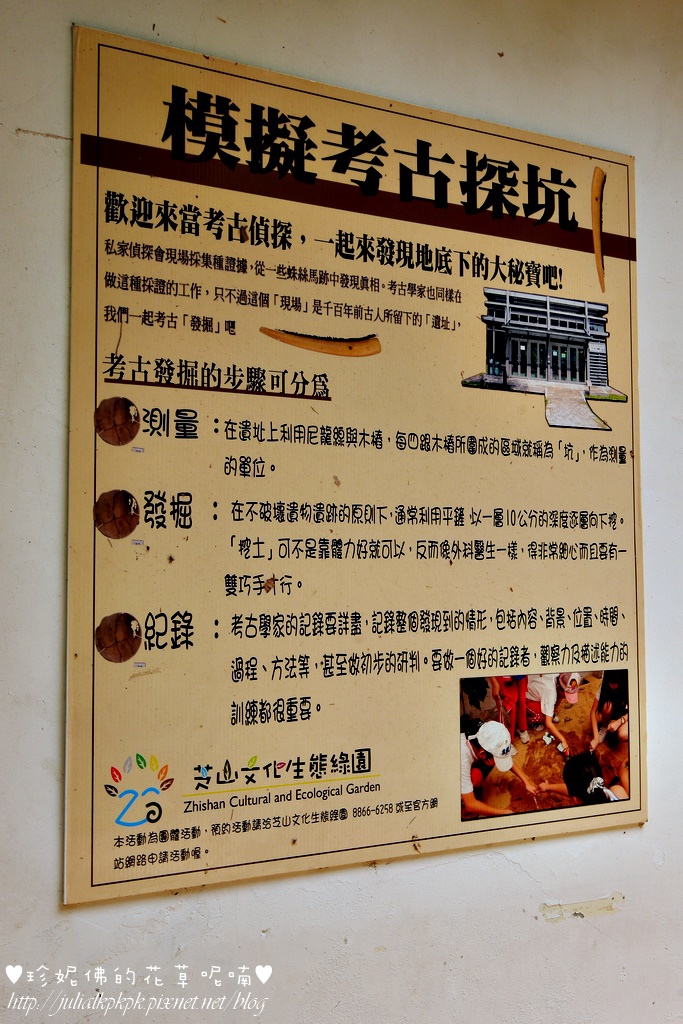 模擬考古探坑
歡迎來當考古偵探，一起來發現地底下的大秘寶吧!
私家偵探會現場採集種證據，從一些蛛絲馬跡中發現真相。考古學家也同樣在
做這種採證的工作，只不過這個「現場」是千百年前古人所留下的「遺址」，
我們一起考古「發掘」吧
考古發掘的步驟可分為
測量：在遺址上利用尼龍繩與木樁，每四跟木樁所圍成的區域就稱為「坑」，作為測量
的單位。
發掘：在不破壞遺物遺跡的原則下，通常利用平鏟 以一層10公分的深度逐層向下挖。
「挖土」可不是靠體力好就可以，反而像外科醫生一樣，得非常細心而且要有一
雙巧手才行。
紀錄：考古學家的記錄要詳盡，記錄整個發現到的情形，包括內容、背景、位置、時間、
過程、方法等，甚至做初步的研判。要做一個好的記錄者，觀察力及描述能力的
訓練都很重要。
芝山文化生態綠園
Zhishan Cultural and Ecological Garden
本活動為團體活動，預約活動請洽芝山文化生態綠園 8866-6258 或至官方網
站網路申請活動喔。
♥珍妮佛的花草呢喃♥
http://juliatkpkpk.pixnet.net/blog